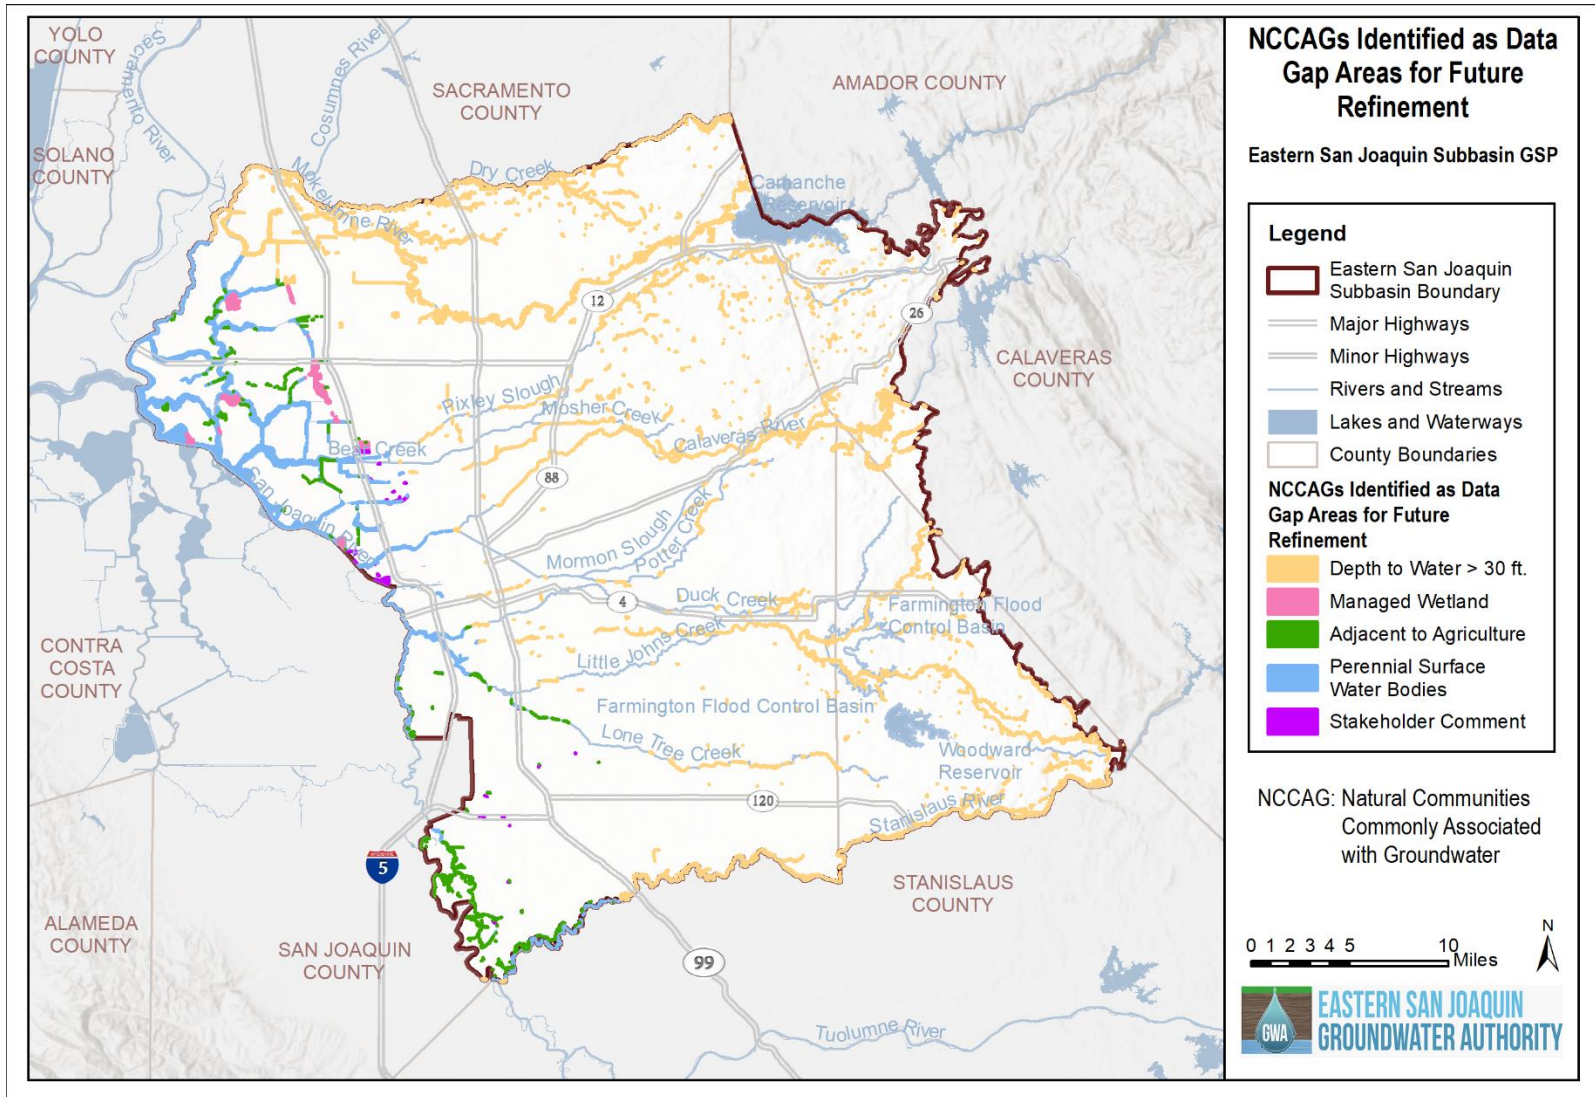 YOLO
COUNTY
Sacramento River
Cosumnes River
SACRAMENTO
COUNTY
AMADOR COUNTY
SOLANO
COUNTY
Mokelumne River
Dry Creek
Camanche
Reservoir
12
26
CALAVERAS
COUNTY
Pixley Slough
Mosher Creek
Bear Creek
Calaveras River
88
San Joaquin River
Mormon Slough
Potter Creek
4
Duck Creek
Farmington Flood
Control Basin
Little Johns Creek
CONTRA
COSTA
COUNTY
Farmington Flood Control Basin
Lone Tree Creek
Woodward
Reservoir
120
Stanislaus River
5
STANISLAUS
COUNTY
ALAMEDA
COUNTY
SAN JOAQUIN
COUNTY
99
Tuolumne River
NCCAGs Identified as Data
Gap Areas for Future
Refinement
Eastern San Joaquin Subbasin GSP
Legend
Eastern San Joaquin
Subbasin Boundary
Major Highways
Minor Highways
Rivers and Streams
Lakes and Waterways
County Boundaries
NCCAGs Identified as Data
Gap Areas for Future
Refinement
Depth to Water > 30 ft.
Managed Wetland
Adjacent to Agriculture
Perennial Surface
Water Bodies
Stakeholder Comment
NCCAG: Natural Communities
Commonly Associated
with Groundwater
N
0 1 2 3 4 5 10
Miles
GWA
EASTERN SAN JOAQUIN
GROUNDWATER AUTHORITY